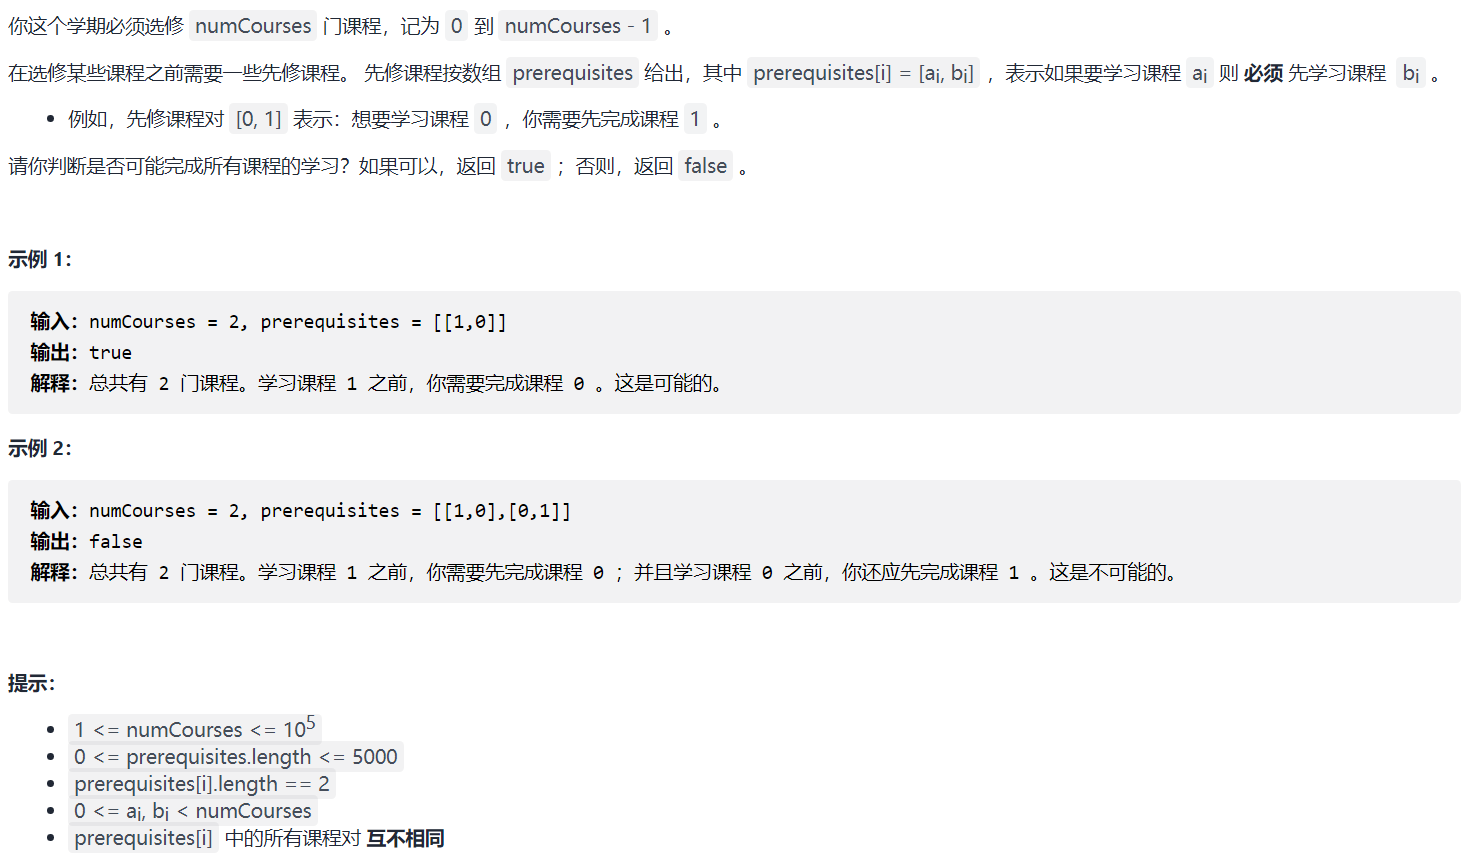 你这个学期必须选修 numCourses 门课程，记为 0 到 numCourses - 1 。
在选修某些课程之前需要一些先修课程。 先修课程按数组 prerequisites 给出，其中 prerequisites[i] = [aᵢ, bᵢ] ，表示如果要学习课程 aᵢ 则 必须 先学习课程 bᵢ 。
• 例如，先修课程对 [0, 1] 表示：想要学习课程 0 ，你需要先完成课程 1 。
请你判断是否可能完成所有课程的学习？如果可以，返回 true ；否则，返回 false 。
示例 1：
输入：numCourses = 2, prerequisites = [[1,0]]
输出：true
解释：总共有 2 门课程。学习课程 1 之前，你需要完成课程 0 。这是可能的。
示例 2：
输入：numCourses = 2, prerequisites = [[1,0],[0,1]]
输出：false
解释：总共有 2 门课程。学习课程 1 之前，你需要先完成课程 0 ；并且学习课程 0 之前，你还应先完成课程 1 。这是不可能的。
提示：
• 1 <= numCourses <= 10⁵
• 0 <= prerequisites.length <= 5000
• prerequisites[i].length == 2
• 0 <= aᵢ, bᵢ < numCourses
• prerequisites[i] 中的所有课程对 互不相同